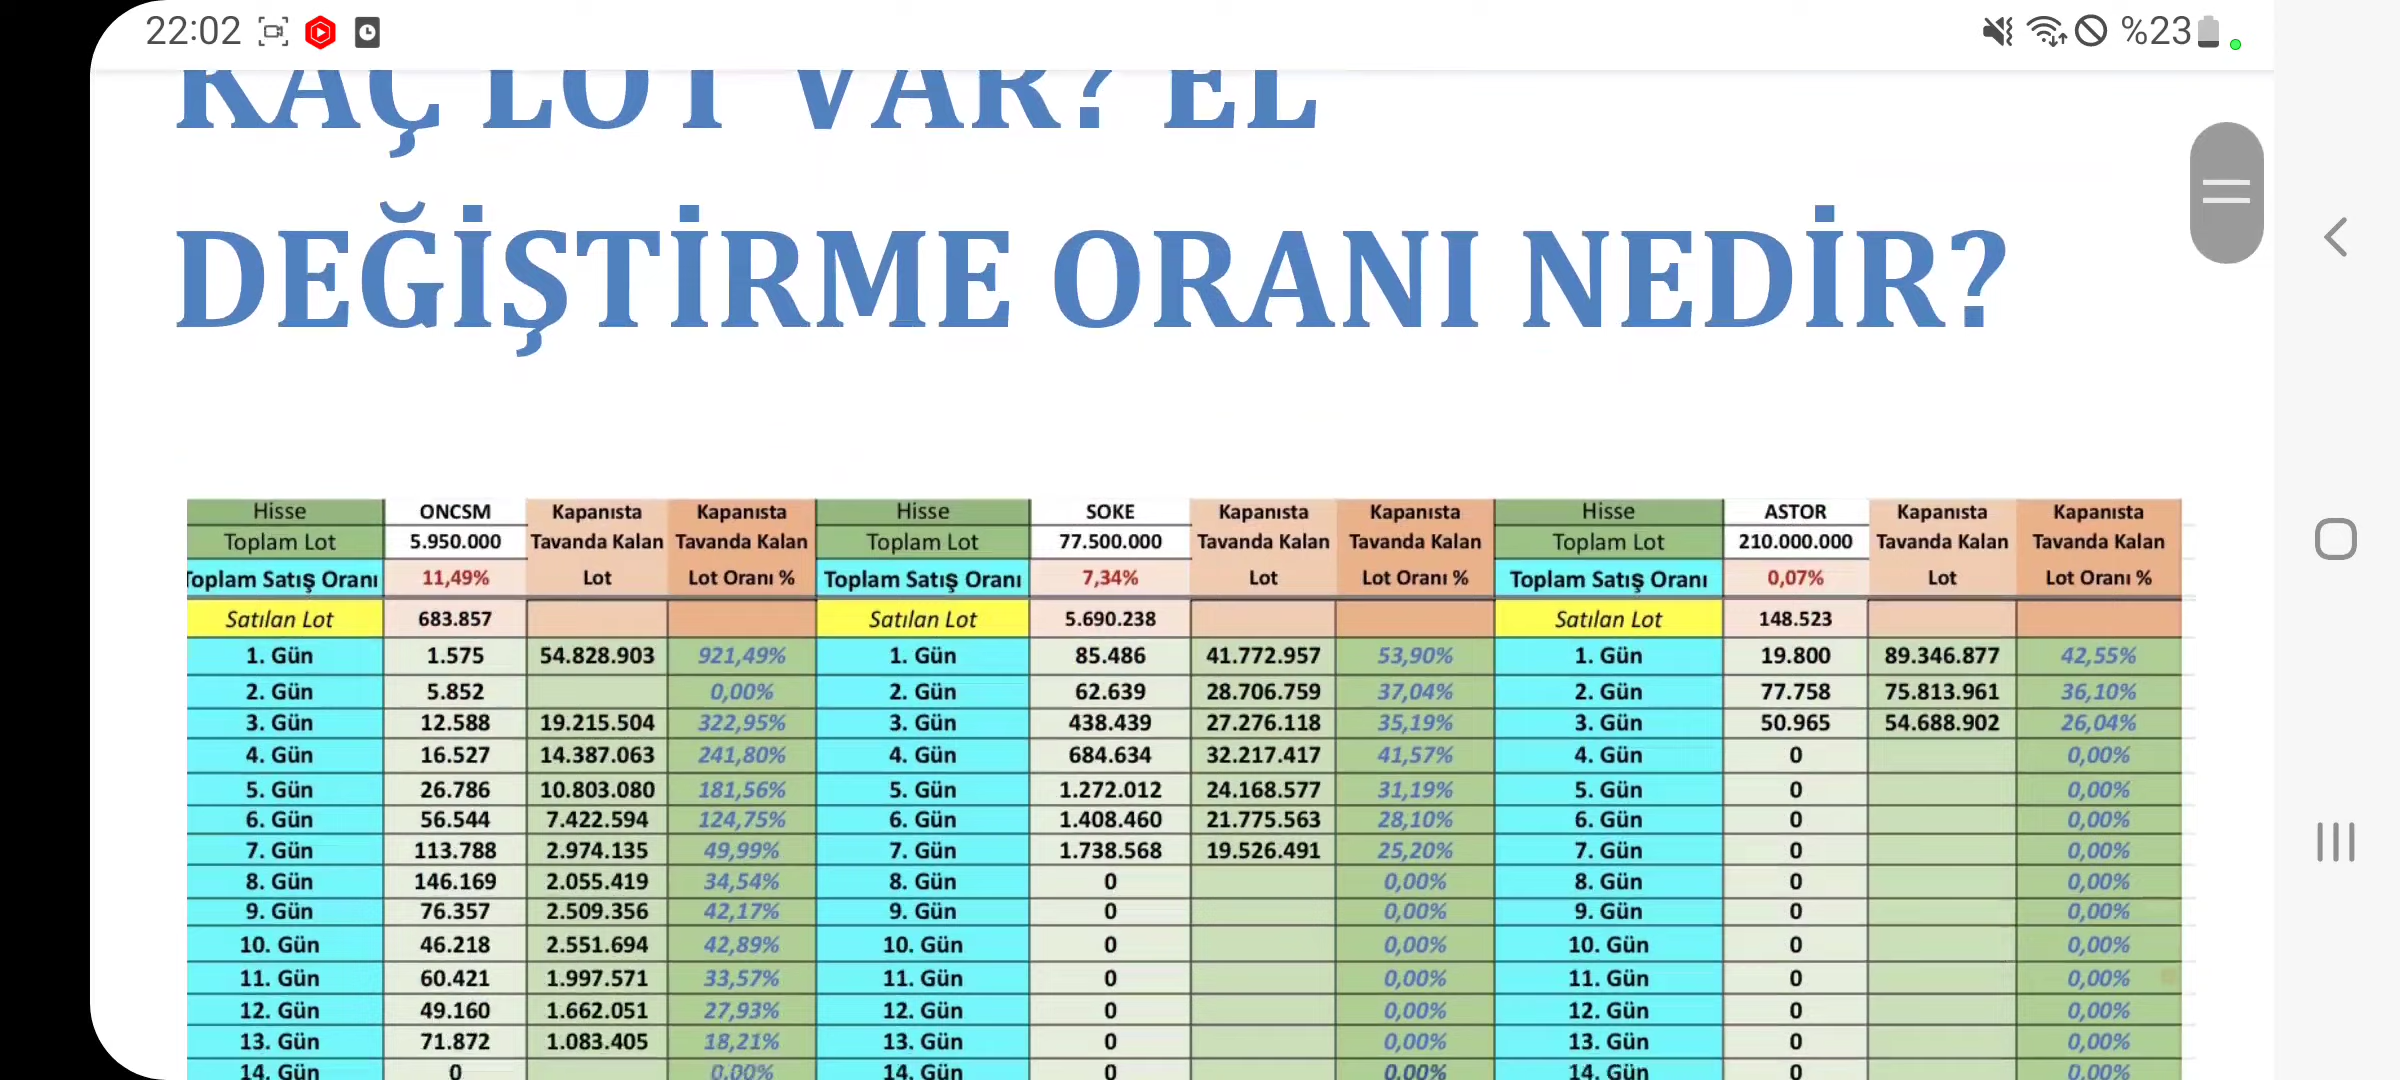 22:02 %23
KAÇ LOT VAR? EL
DEĞİŞTİRME ORANI NEDİR?
Hisse ONCSM Kapanısta Kapanısta Hisse SOKE Kapanısta Kapanısta Hisse ASTOR Kapanısta Kapanısta
Toplam Lot 5.950.000 Tavanda Kalan Tavanda Kalan Toplam Lot 77.500.000 Tavanda Kalan Tavanda Kalan Toplam Lot 210.000.000 Tavanda Kalan Tavanda Kalan
Toplam Satış Oranı 11,49% Lot Lot Oranı % Toplam Satış Oranı 7,34% Lot Lot Oranı % Toplam Satış Oranı 0,07% Lot Lot Oranı %
Satılan Lot 683.857 Satılan Lot 5.690.238 Satılan Lot 148.523
1. Gün 1.575 54.828.903 921,49% 1. Gün 85.486 41.772.957 53,90% 1. Gün 19.800 89.346.877 42,55%
2. Gün 5.852 0,00% 2. Gün 62.639 28.706.759 37,04% 2. Gün 77.758 75.813.961 36,10%
3. Gün 12.588 19.215.504 322,95% 3. Gün 438.439 27.276.118 35,19% 3. Gün 50.965 54.688.902 26,04%
4. Gün 16.527 14.387.063 241,80% 4. Gün 684.634 32.217.417 41,57% 4. Gün 0 0,00%
5. Gün 26.786 10.803.080 181,56% 5. Gün 1.272.012 24.168.577 31,19% 5. Gün 0 0,00%
6. Gün 56.544 7.422.594 124,75% 6. Gün 1.408.460 21.775.563 28,10% 6. Gün 0 0,00%
7. Gün 113.788 2.974.135 49,99% 7. Gün 1.738.568 19.526.491 25,20% 7. Gün 0 0,00%
8. Gün 146.169 2.055.419 34,54% 8. Gün 0 0,00% 8. Gün 0 0,00%
9. Gün 76.357 2.509.356 42,17% 9. Gün 0 0,00% 9. Gün 0 0,00%
10. Gün 46.218 2.551.694 42,89% 10. Gün 0 0,00% 10. Gün 0 0,00%
11. Gün 60.421 1.997.571 33,57% 11. Gün 0 0,00% 11. Gün 0 0,00%
12. Gün 49.160 1.662.051 27,93% 12. Gün 0 0,00% 12. Gün 0 0,00%
13. Gün 71.872 1.083.405 18,21% 13. Gün 0 0,00% 13. Gün 0 0,00%
14. Gün 0 0,00% 14. Gün 0 0,00% 14. Gün 0 0,00%